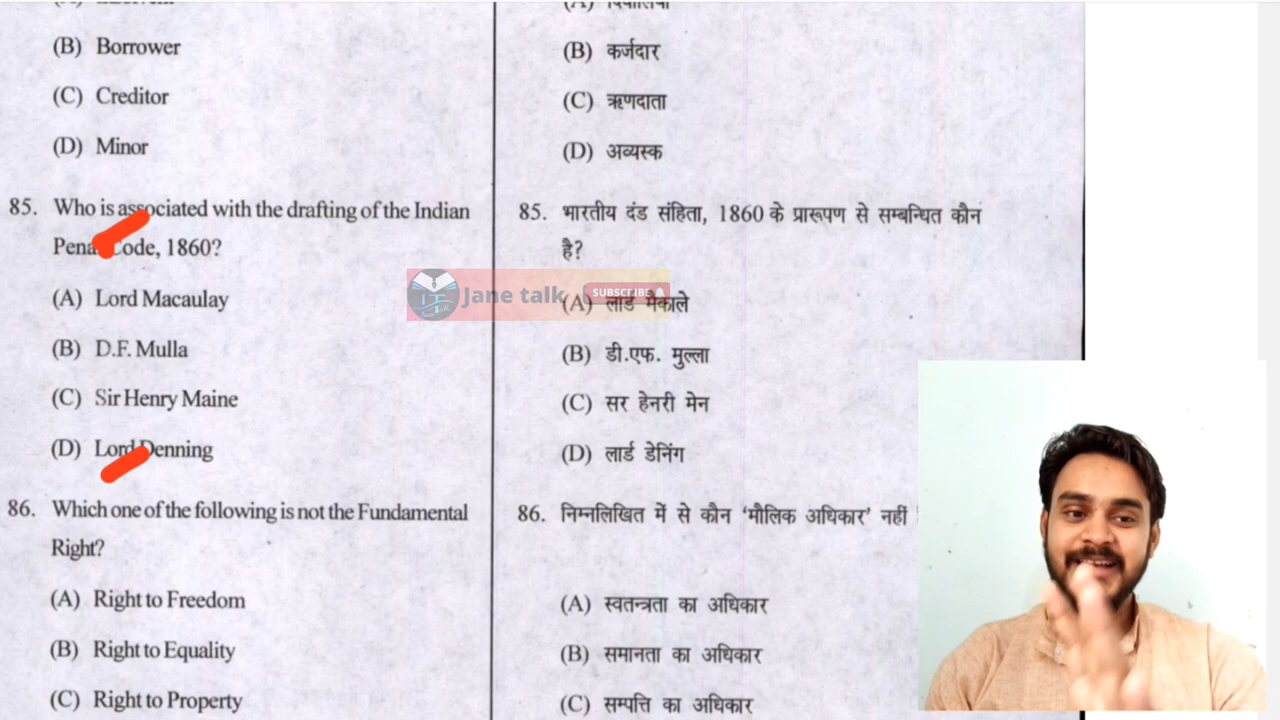 (B) Borrower
(C) Creditor
(D) Minor
85. Who is associated with the drafting of the Indian
Penal Code, 1860?
(A) Lord Macaulay
(B) D.F. Mulla
(C) Sir Henry Maine
(D) Lord Denning
86. Which one of the following is not the Fundamental
Right?
(A) Right to Freedom
(B) Right to Equality
(C) Right to Property
(B) कर्जदार
(C) ऋणदाता
(D) अव्यस्क
85. भारतीय दंड संहिता, 1860 के प्रारूपण से सम्बन्धित कौन
है?
(A) लार्ड मैकाले
(B) डी.एफ. मुल्ला
(C) सर हेनरी मेन
(D) लार्ड डेनिंग
86. निम्नलिखित में से कौन ‘मौलिक अधिकार’ नहीं
(A) स्वतन्त्रता का अधिकार
(B) समानता का अधिकार
(C) सम्पत्ति का अधिकार
Jane talk
SUBSCRIBE